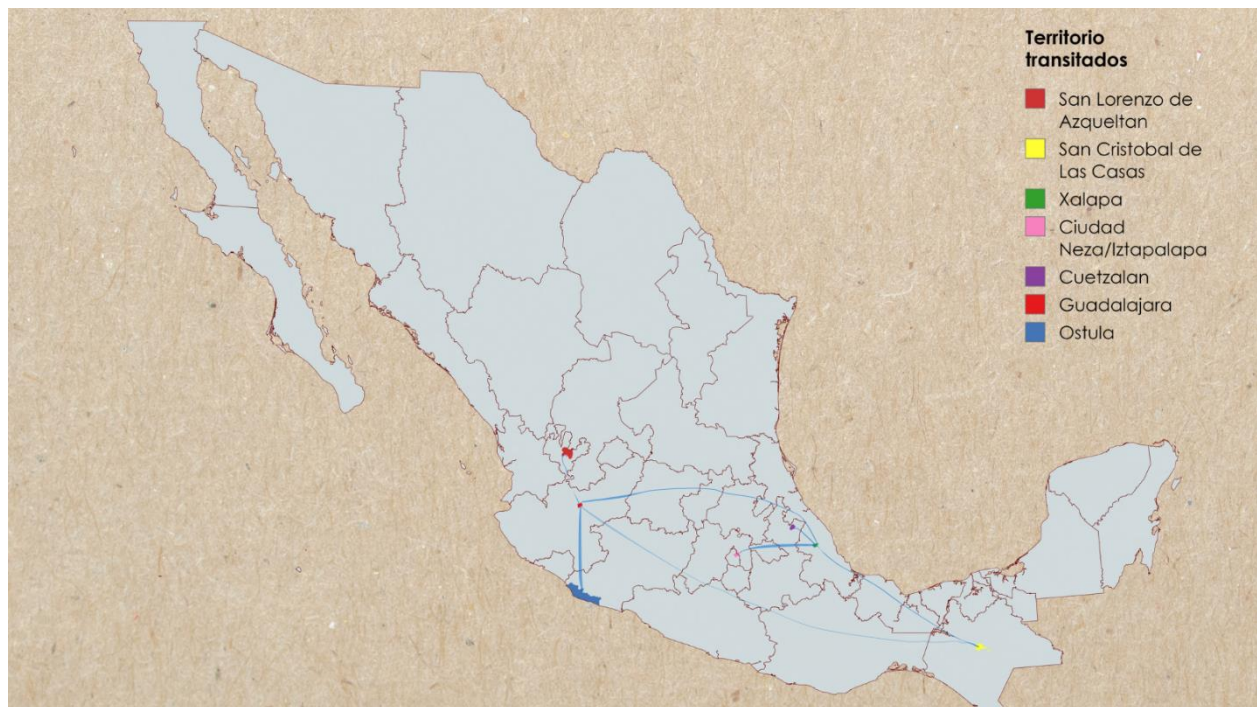 Territorio
transitados
San Lorenzo de
Azqueltan
San Cristobal de
Las Casas
Xalapa
Ciudad
Neza/Iztapalapa
Cuetzalan
Guadalajara
Ostula